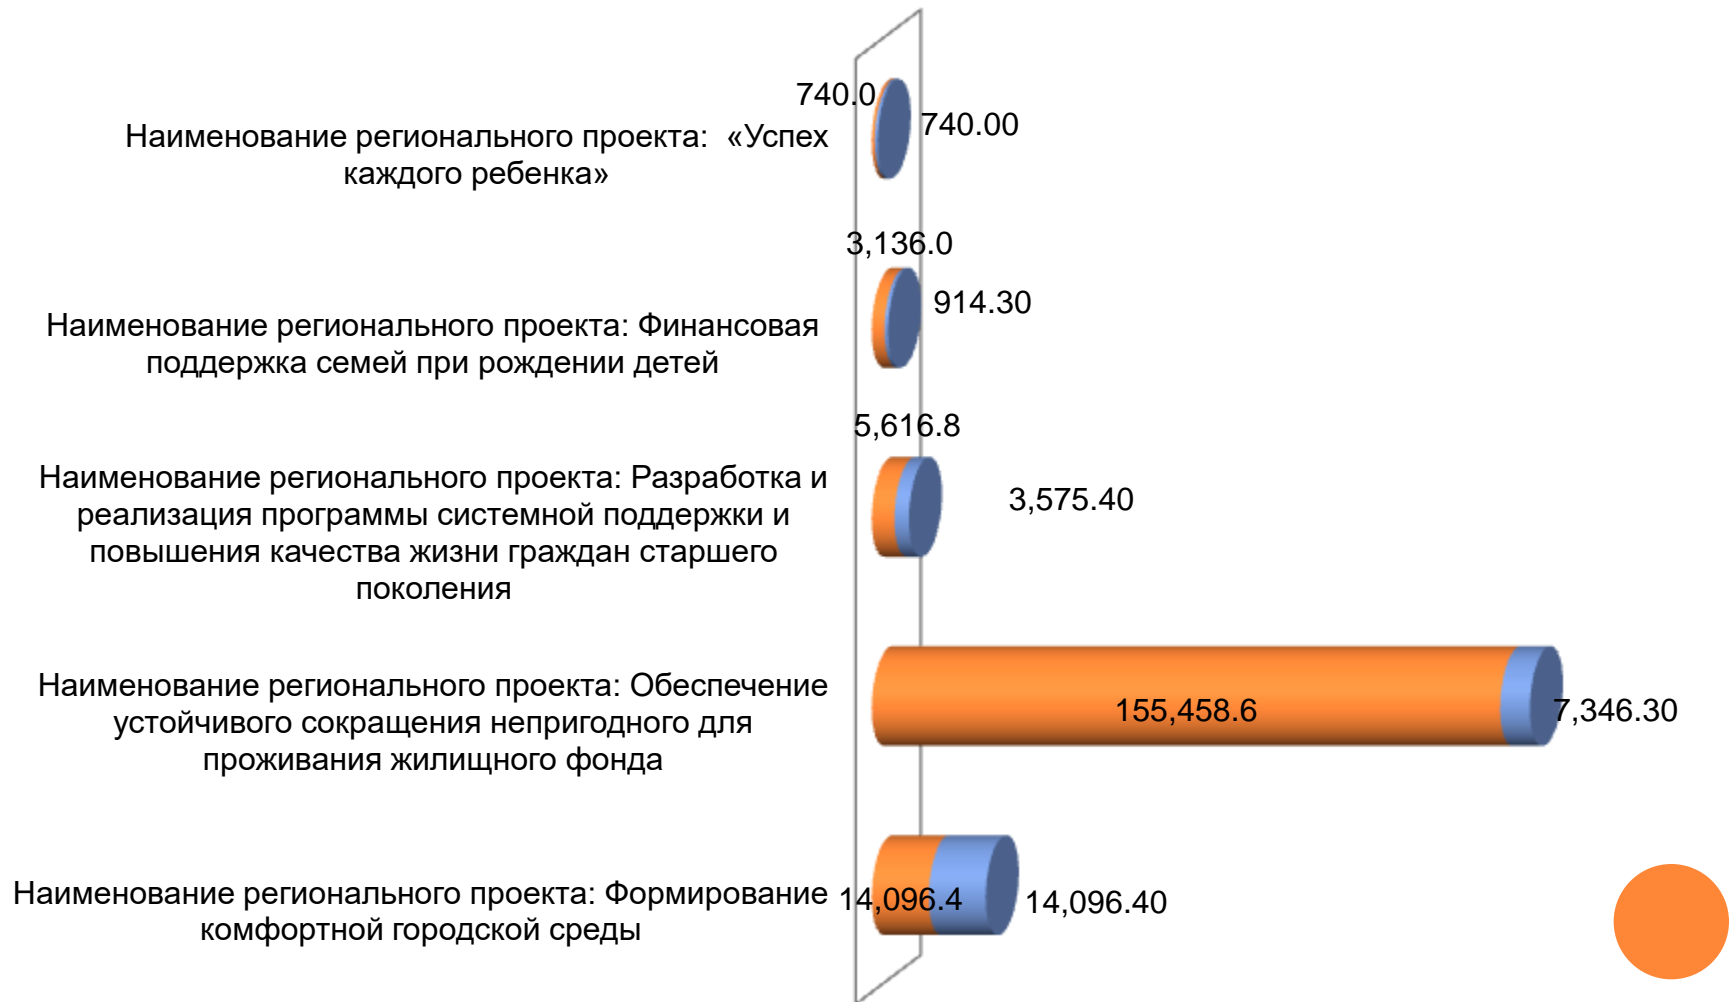 740.0
740.00
Наименование регионального проекта:  «Успех
каждого ребенка»
3,136.0
914.30
Наименование регионального проекта: Финансовая
поддержка семей при рождении детей
5,616.8
3,575.40
Наименование регионального проекта: Разработка и
реализация программы системной поддержки и
повышения качества жизни граждан старшего
поколения
Наименование регионального проекта: Обеспечение
устойчивого сокращения непригодного для
проживания жилищного фонда
155,458.6
7,346.30
Наименование регионального проекта: Формирование
комфортной городской среды
14,096.4
14,096.40